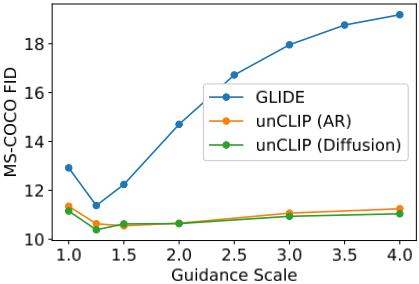 MS-COCO FID
18
16
14
12
10
GLIDE
unCLIP (AR)
unCLIP (Diffusion)
1.0 1.5 2.0 2.5 3.0 3.5 4.0
Guidance Scale